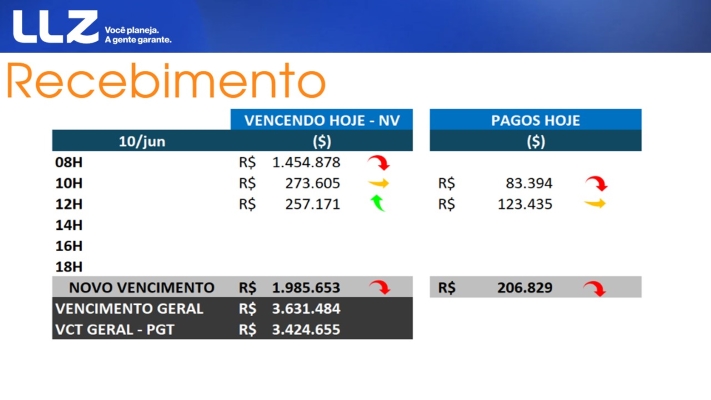 LLZ
Você planeja.
A gente garante.
Recebimento
VENCENDO HOJE - NV PAGOS HOJE
10/jun ($) ($)
08H R$ 1.454.878
10H R$ 273.605 R$ 83.394
12H R$ 257.171 R$ 123.435
14H
16H
18H
NOVO VENCIMENTO R$ 1.985.653 R$ 206.829
VENCIMENTO GERAL R$ 3.631.484
VCT GERAL - PGT R$ 3.424.655